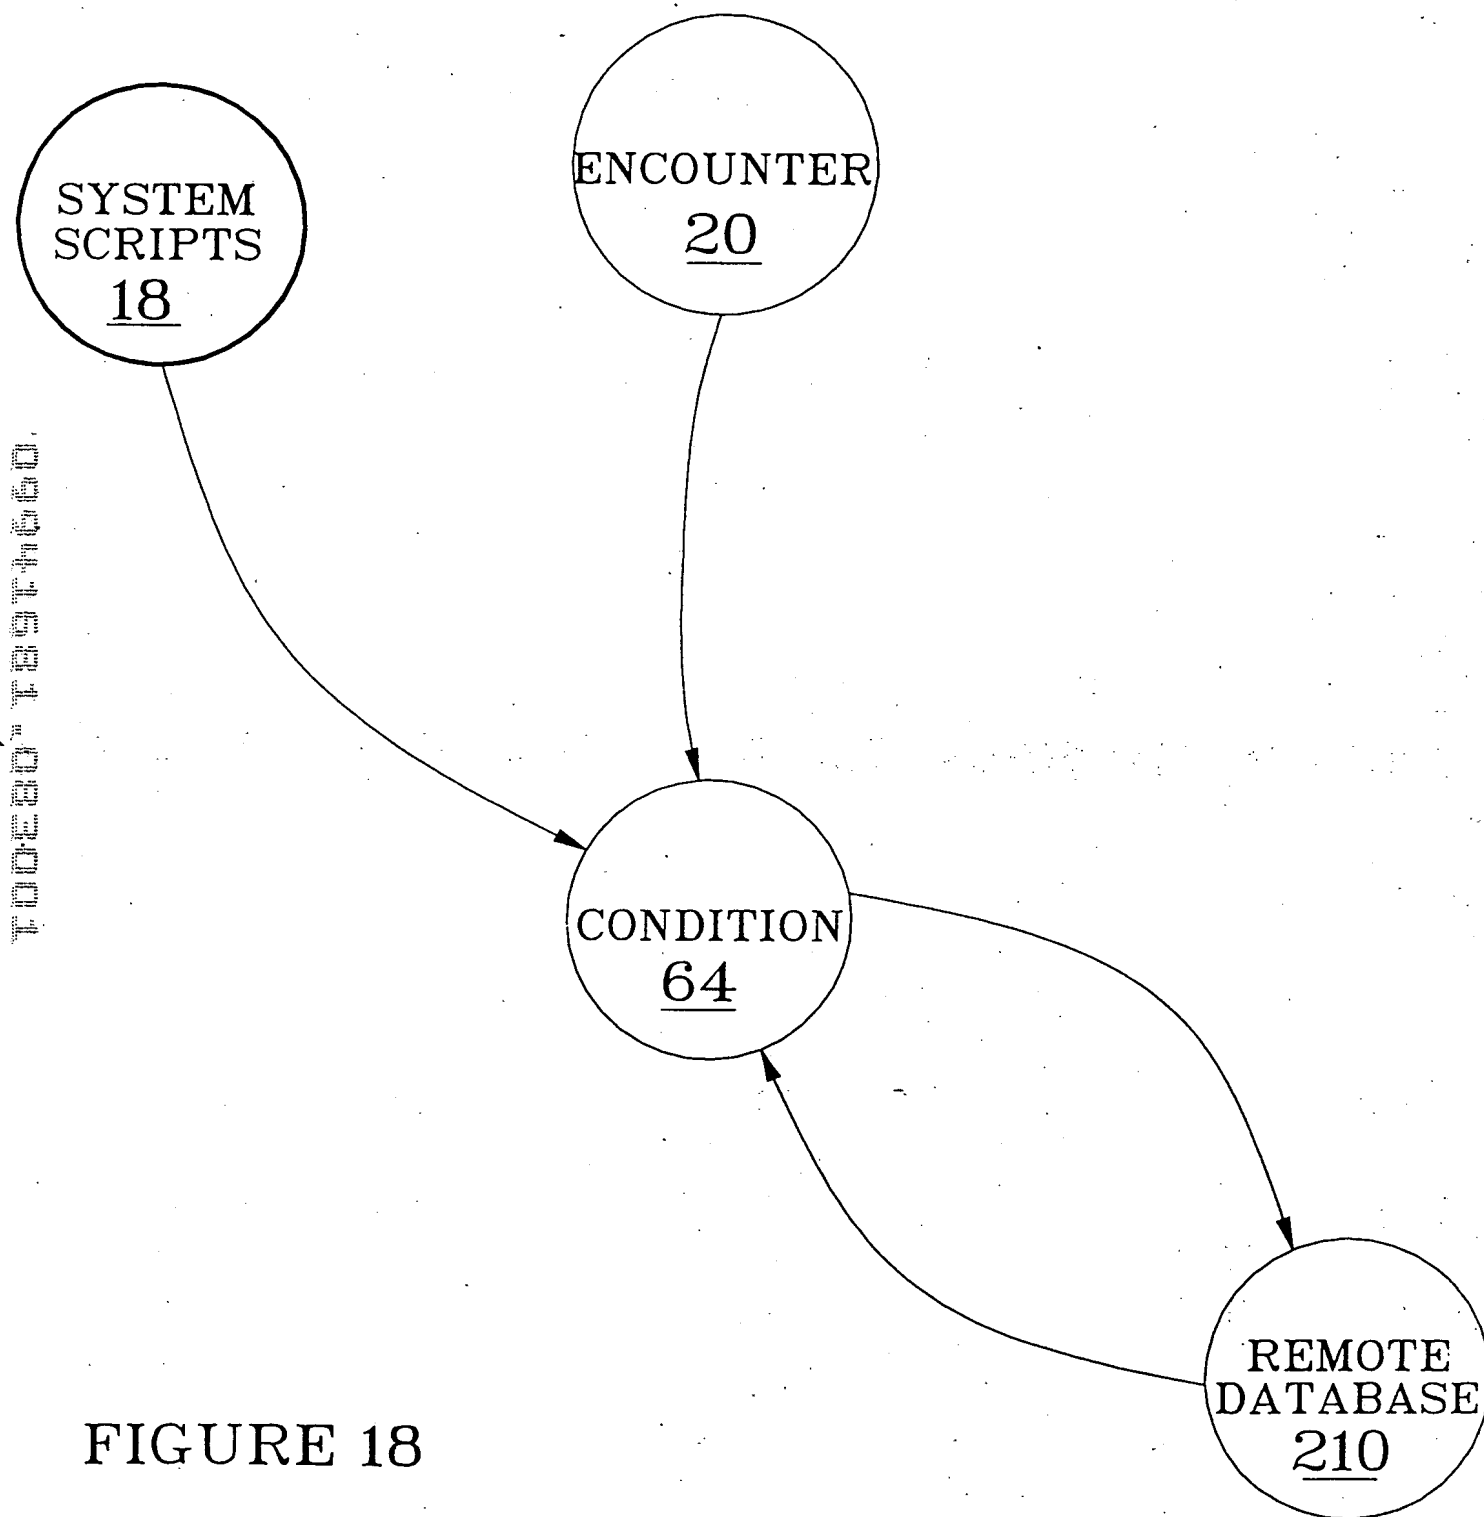 SYSTEM
SCRIPTS
18
ENCOUNTER
20
CONDITION
64
REMOTE
DATABASE
210
FIGURE 18